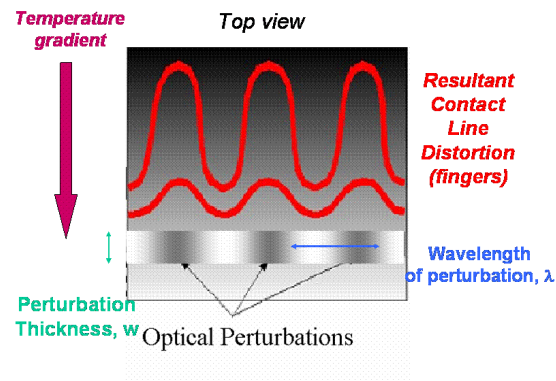 Temperature
gradient
Top view
Resultant
Contact
Line
Distortion
(fingers)
Wavelength
of perturbation, λ
Perturbation
Thickness, w
Optical Perturbations